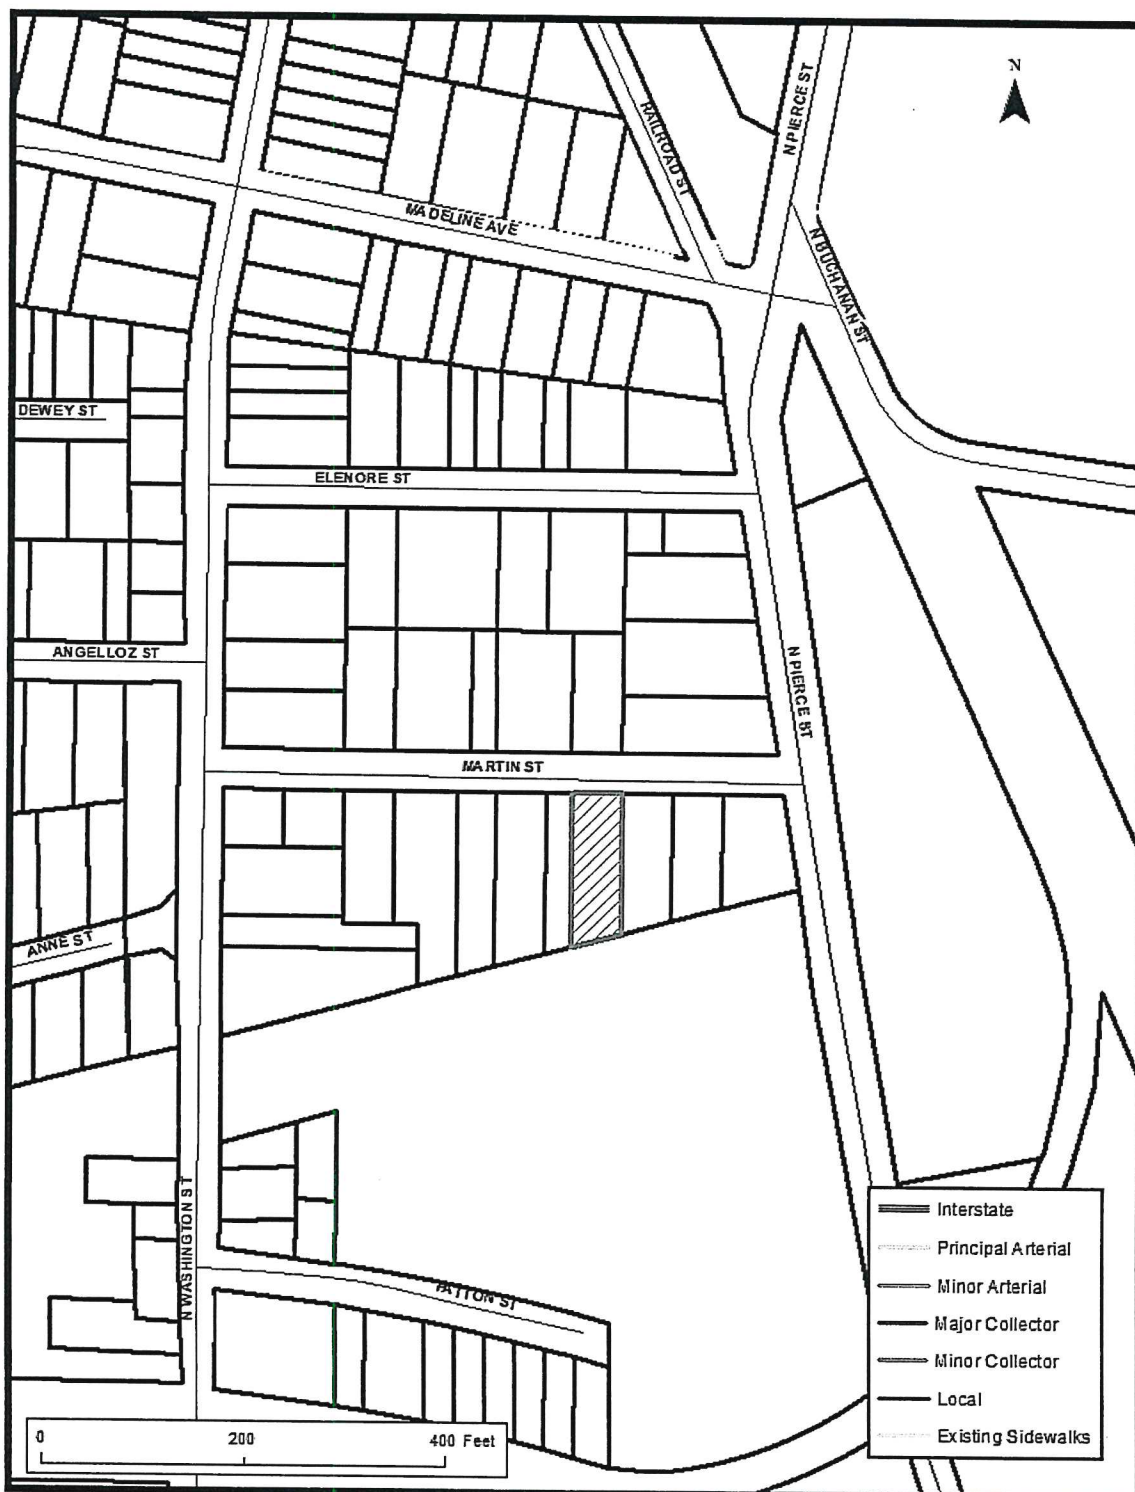 N
N PIERCE ST
RAILROAD ST
MADELINE AVE
N BUCHANAN ST
DEWEY ST
ELENORE ST
ANGELLOZ ST
N PIERCE ST
MARTIN ST
ANNE ST
N WASHINGTON ST
PATTON ST
Interstate
Principal Arterial
Minor Arterial
Major Collector
Minor Collector
Local
Existing Sidewalks
0 200 400 Feet